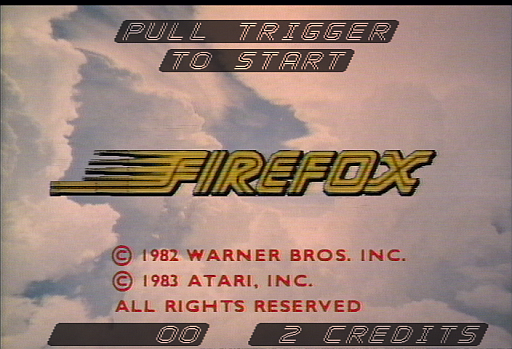 PULL TRIGGER
TO START
FIREFOX
© 1982 WARNER BROS. INC.
© 1983 ATARI, INC.
ALL RIGHTS RESERVED
00 2 CREDITS